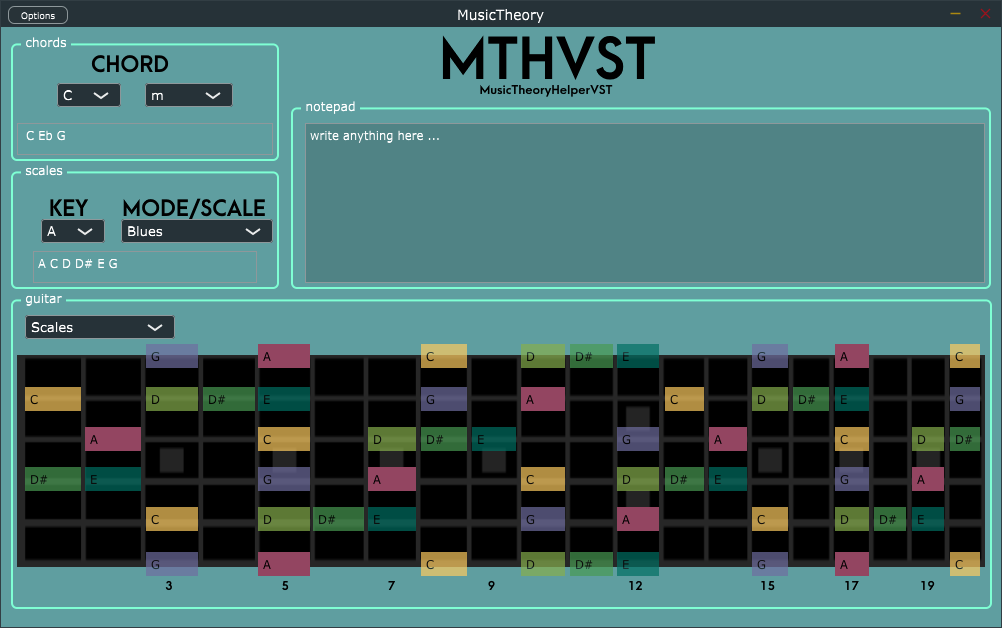 Options
MusicTheory
chords
CHORD
C
m
C Eb G
MTHVST
MusicTheoryHelperVST
notepad
write anything here ...
scales
KEY
MODE/SCALE
A
Blues
A C D D# E G
guitar
Scales
G A C D D# E G A C
C D D# E G A C D D# E G
A C D D# E G A C D D#
D# E G A C D D# E G A
C D D# E G A C D D# E
G A C D D# E G A C
3 5 7 9 12 15 17 19